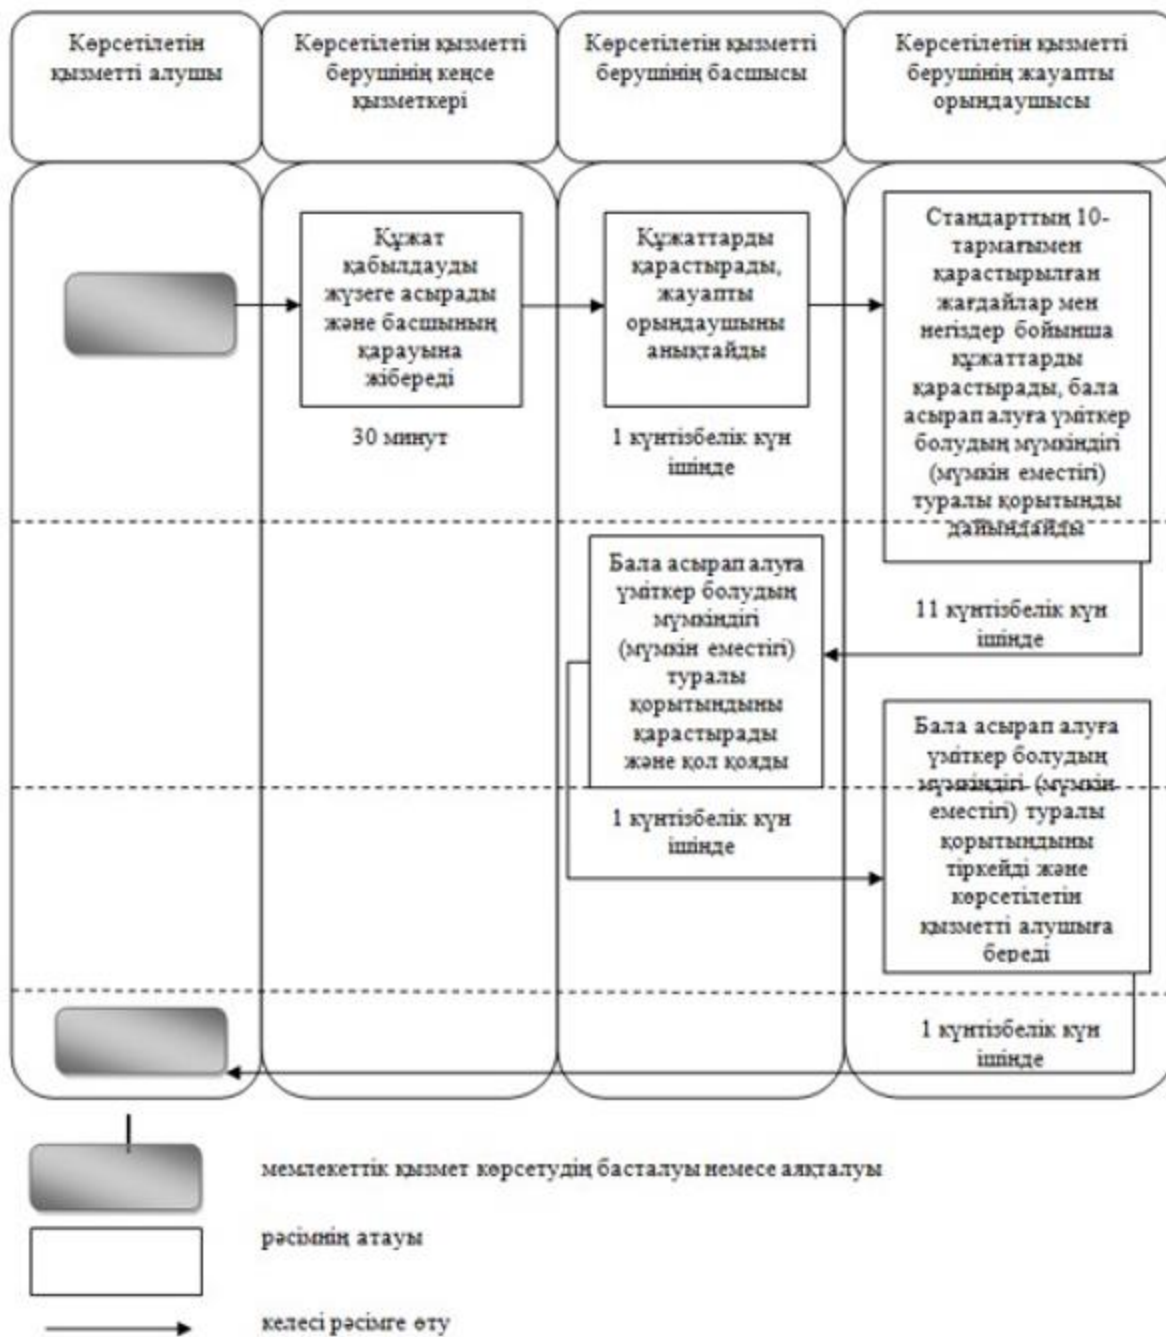 Көрсетілетін
қызметті алушы
Көрсетілетін қызметті
берушінің кеңсе
қызметкері
Көрсетілетін қызметті
берушінің басшысы
Көрсетілетін қызметті
берушінің жауапты
орындаушысы
Құжат
қабылдауды
жүзеге асырады
және басшының
қарауына
жібереді
30 минут
Құжаттарды
қарастырады,
жауапты
орындаушыны
анықтайды
1 күнтізбелік күн
ішінде
Стандарттың 10-
тармағымен
қарастырылған
жағдайлар мен
негіздер бойынша
құжаттарды
қарастырады, бала
асырап алуға үміткер
болудың мүмкіндігі
(мүмкін еместігі)
туралы қорытынды
дайындайды
11 күнтізбелік күн
ішінде
Бала асырап алуға
үміткер болудың
мүмкіндігі
(мүмкін еместігі)
туралы
қорытындыны
қарастырады
және қол қояды
1 күнтізбелік күн
ішінде
Бала асырап алуға
үміткер болудың
мүмкіндігі (мүмкін
еместігі) туралы
қорытындыны
тіркейді және
көрсетілетін
қызметті алушыға
береді
1 күнтізбелік күн
ішінде
мемлекеттік қызмет көрсетудің басталуы немесе аяқталуы
рәсімнің атауы
келесі рәсімге өту